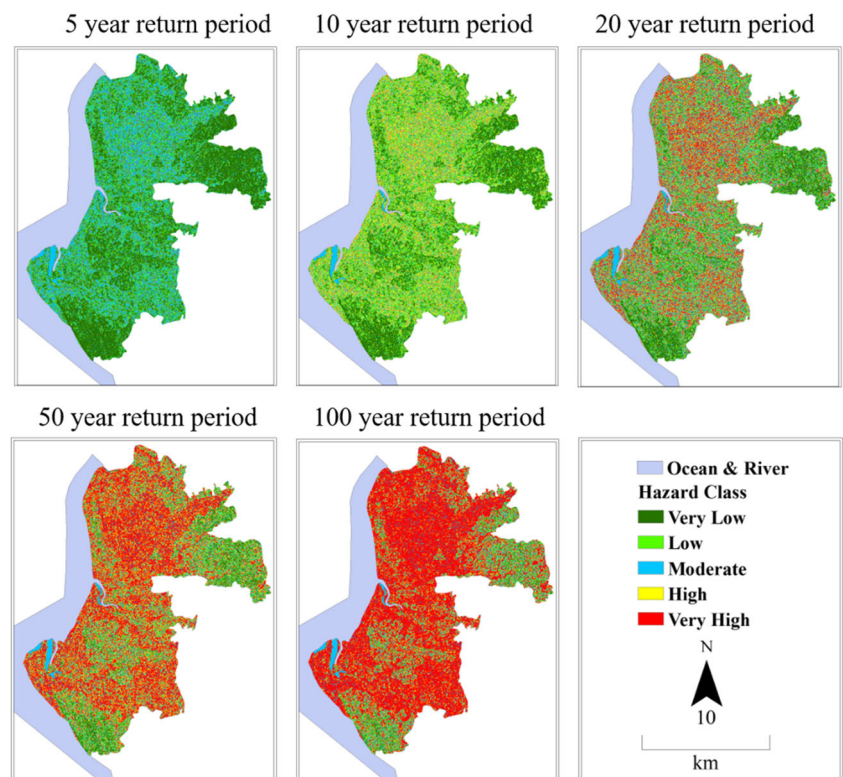 5 year return period
10 year return period
20 year return period
50 year return period
100 year return period
Ocean & River
Hazard Class
Very Low
Low
Moderate
High
Very High
N
10
km